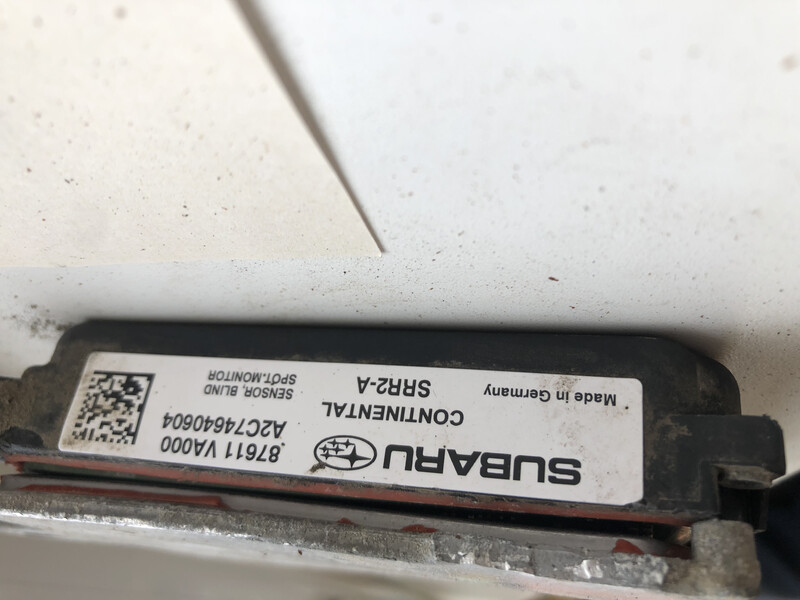 SUBARU
87611 VA000
A2C74640604
CONTINENTAL
SRR2-A
SENSOR, BLIND
SPOT.MONITOR
Made in Germany